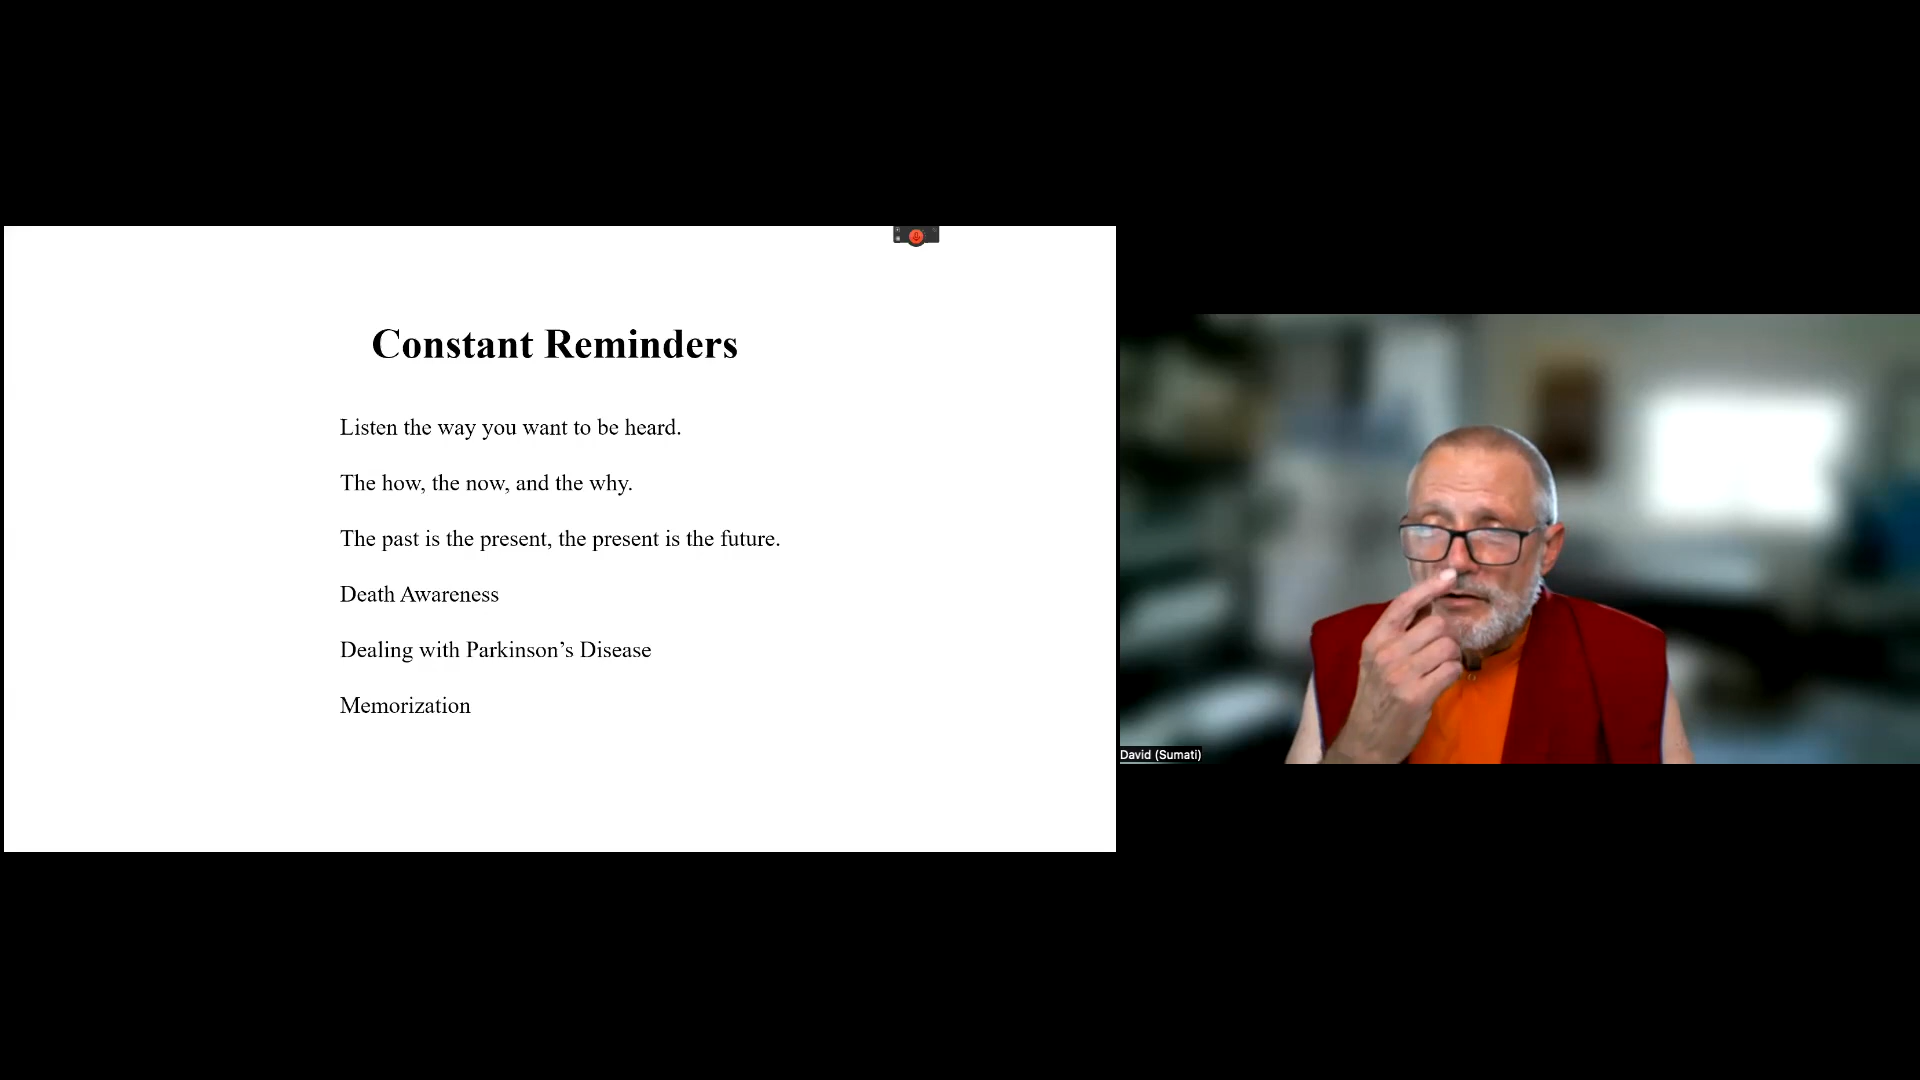 Constant Reminders
Listen the way you want to be heard.
The how, the now, and the why.
The past is the present, the present is the future.
Death Awareness
Dealing with Parkinson’s Disease
Memorization
David (Sumati)